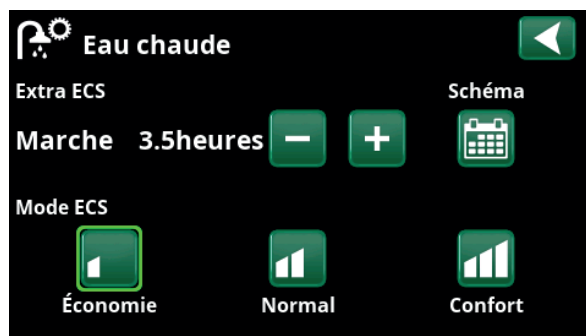 Eau chaude
Extra ECS Schéma
Marche 3.5heures − +
Mode ECS
Économie Normal Confort